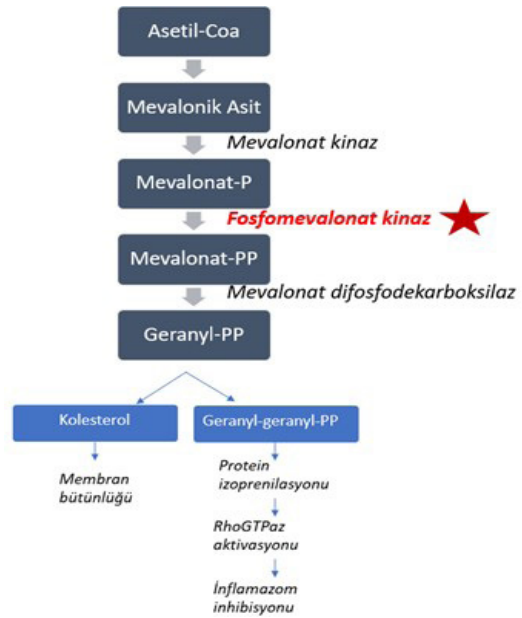 Asetil-Coa
Mevalonik Asit
Mevalonat kinaz
Mevalonat-P
Fosfomevalonat kinaz
Mevalonat-PP
Mevalonat difosfodekarboksilaz
Geranyl-PP
Kolesterol
Geranyl-geranyl-PP
Membran
bütünlüğü
Protein
izoprenilasyonu
RhoGTPaz
aktivasyonu
İnflamazom
inhibisyonu